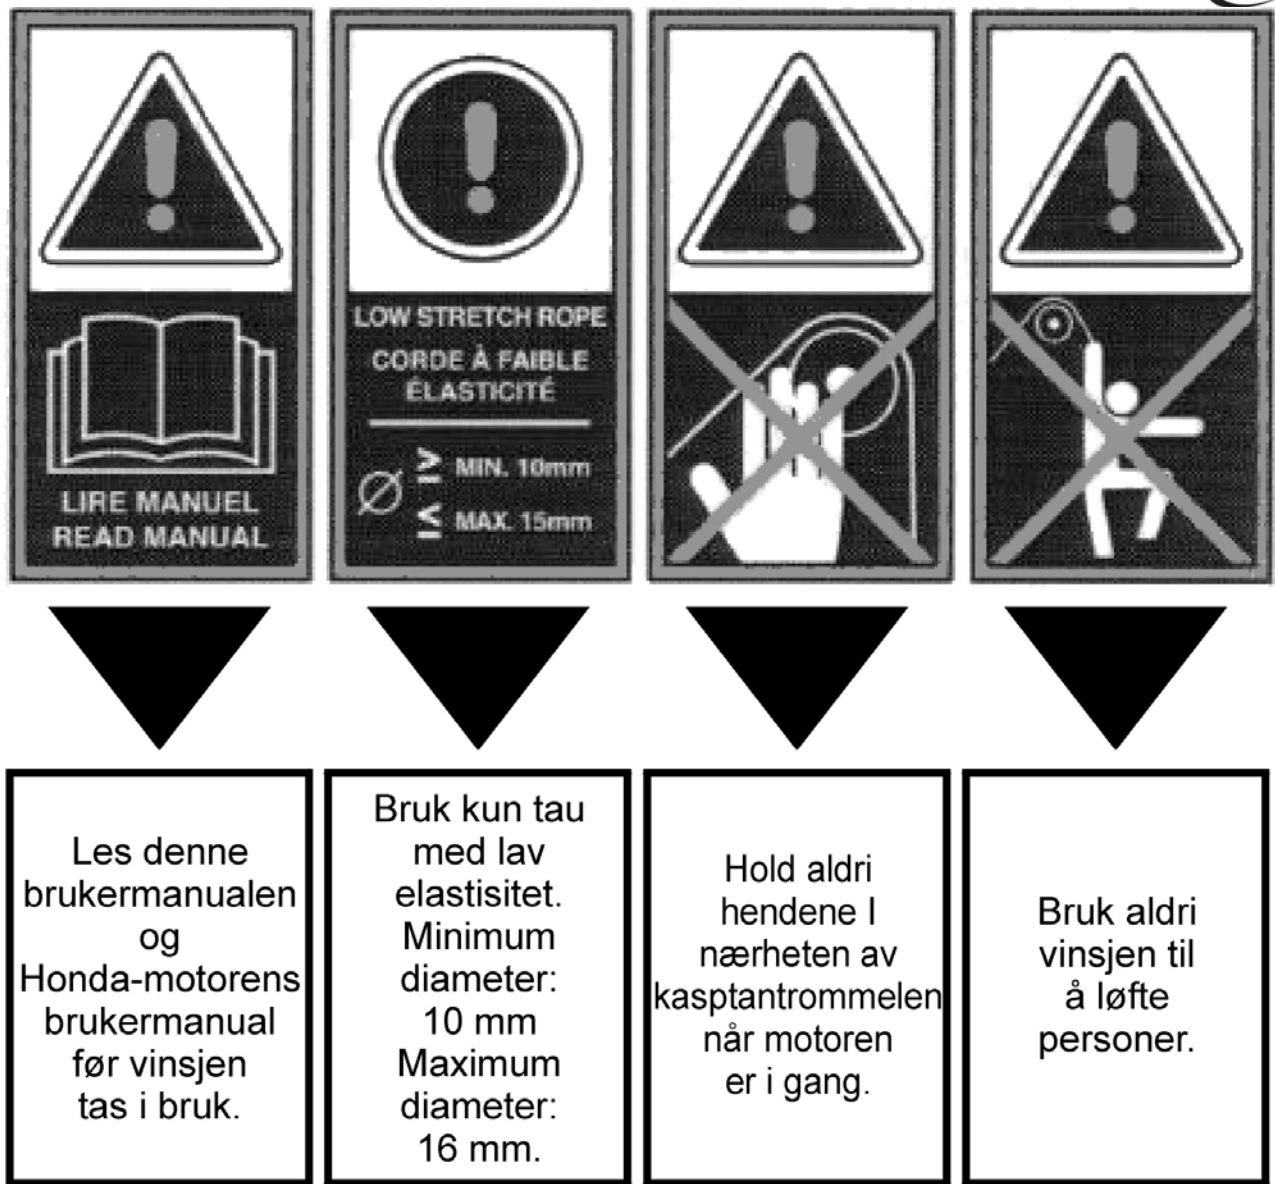 LIRE MANUEL
READ MANUAL
LOW STRETCH ROPE
CORDE À FAIBLE
ÉLASTICITÉ
Ø ≥ MIN. 10mm
≤ MAX. 15mm
Les denne
brukermanualen
og
Honda-motorens
brukermanual
før vinsjen
tas i bruk.
Bruk kun tau
med lav
elastisitet.
Minimum
diameter:
10 mm
Maximum
diameter:
16 mm.
Hold aldri
hendene I
nærheten av
kasptantrommelen
når motoren
er i gang.
Bruk aldri
vinsjen til
å løfte
personer.